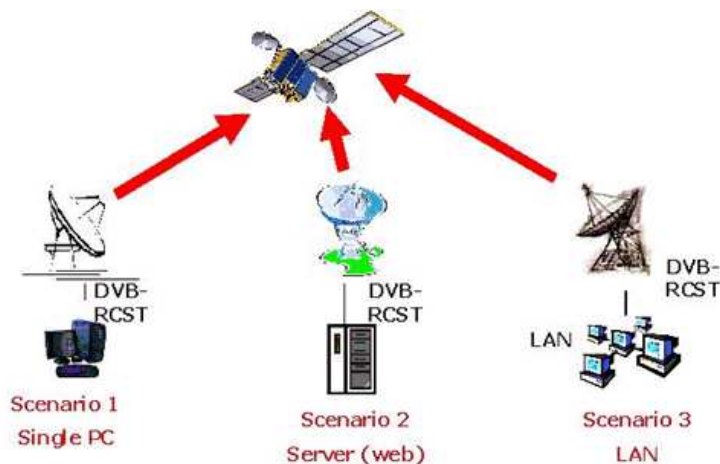 DVB-
RCST
DVB-
RCST
DVB-
RCST
LAN
Scenario 1
Single PC
Scenario 2
Server (web)
Scenario 3
LAN